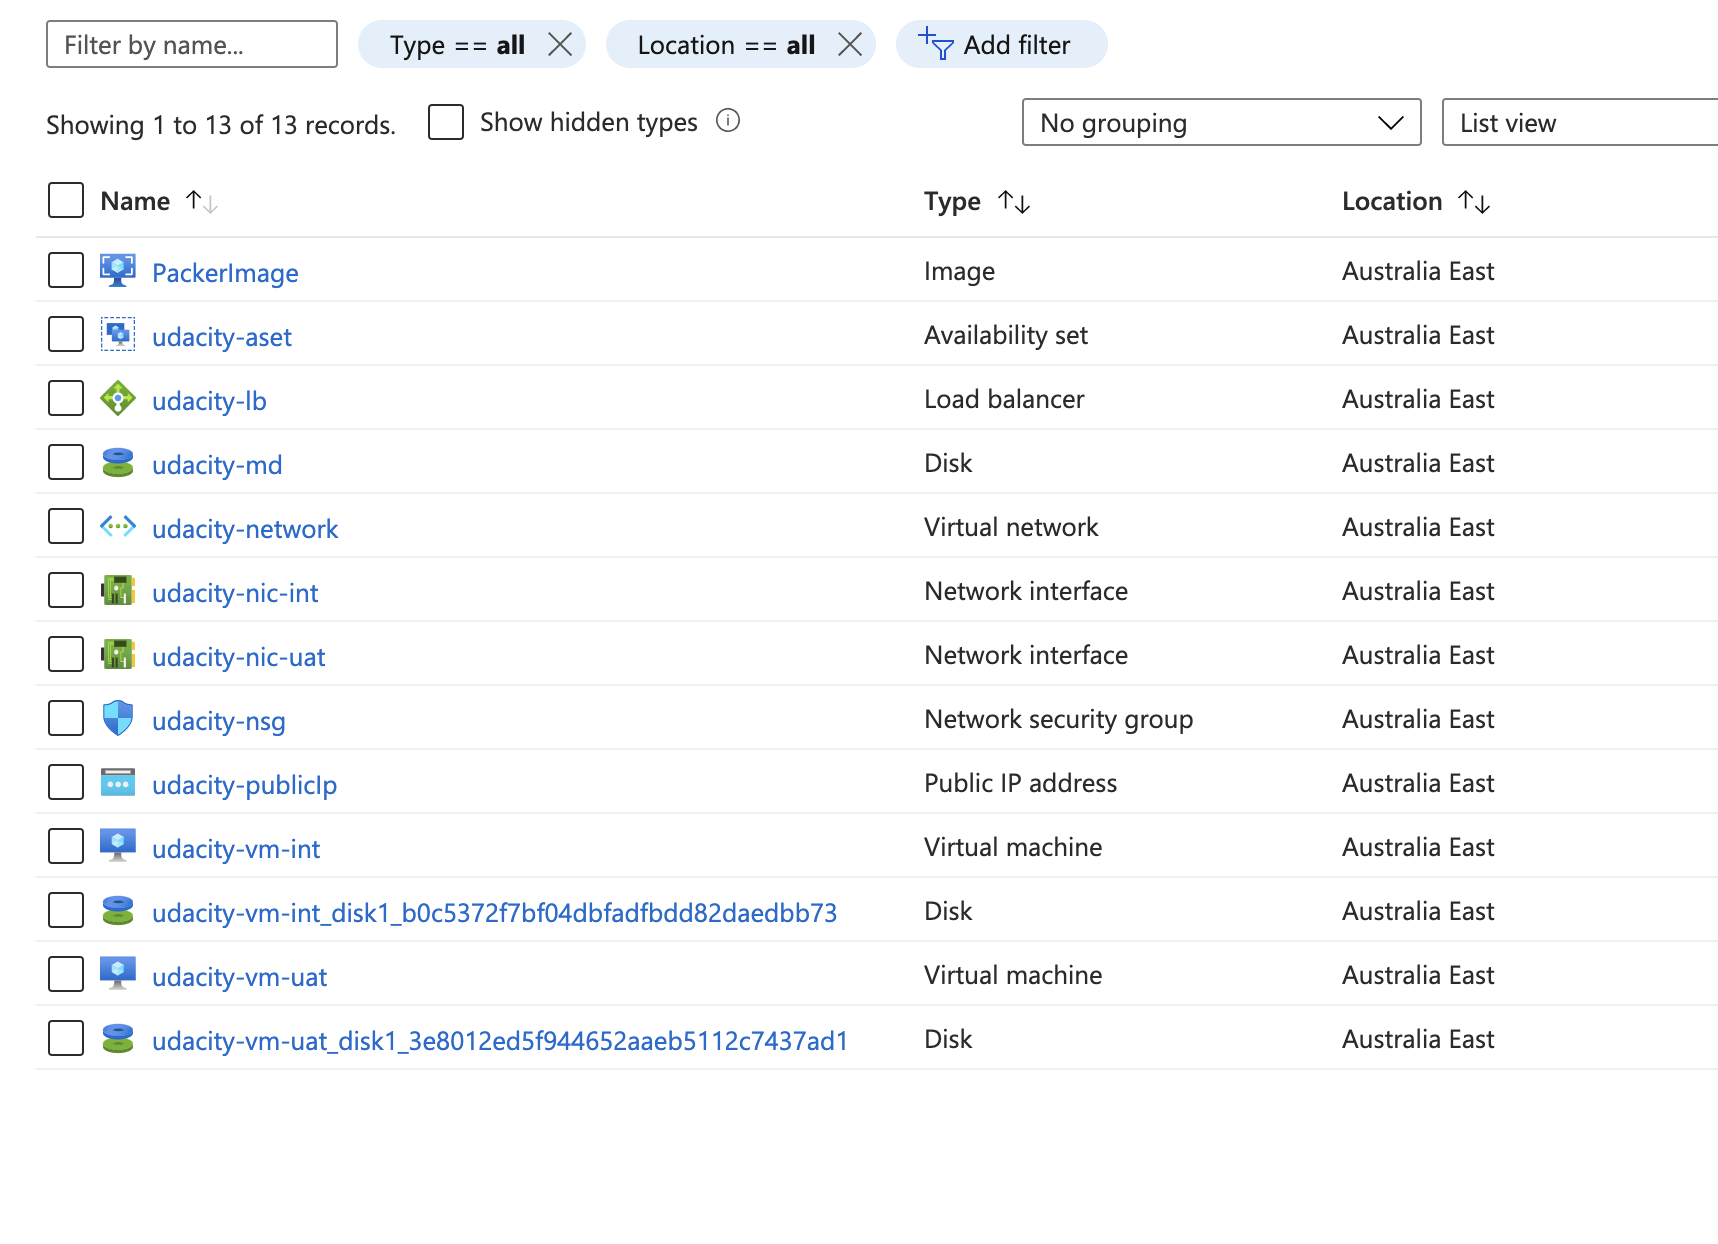 Filter by name...
Type == all
Location == all
Add filter
Showing 1 to 13 of 13 records.
Show hidden types
No grouping
List view
Name Type Location
PackerImage Image Australia East
udacity-aset Availability set Australia East
udacity-lb Load balancer Australia East
udacity-md Disk Australia East
udacity-network Virtual network Australia East
udacity-nic-int Network interface Australia East
udacity-nic-uat Network interface Australia East
udacity-nsg Network security group Australia East
udacity-publicIp Public IP address Australia East
udacity-vm-int Virtual machine Australia East
udacity-vm-int_disk1_b0c5372f7bf04dbfadfbdd82daedbb73 Disk Australia East
udacity-vm-uat Virtual machine Australia East
udacity-vm-uat_disk1_3e8012ed5f944652aaeb5112c7437ad1 Disk Australia East